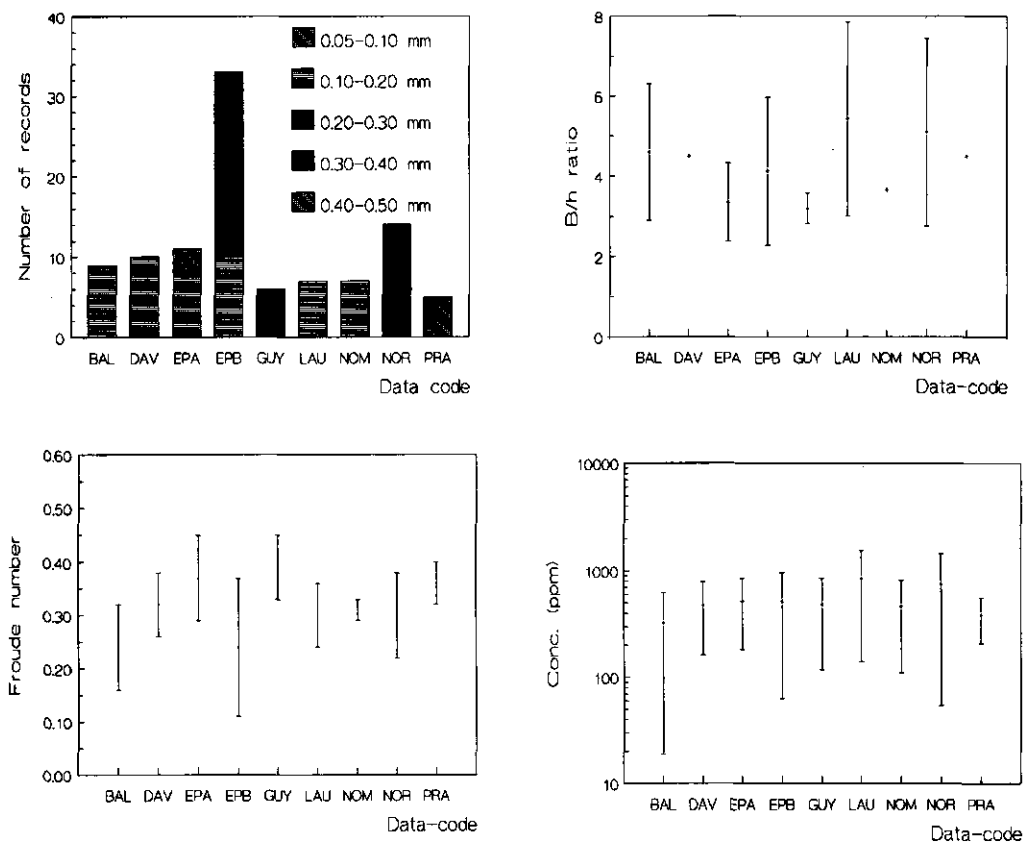 Number of records
40
30
20
10
0
0.05-0.10 mm
0.10-0.20 mm
0.20-0.30 mm
0.30-0.40 mm
0.40-0.50 mm
BAL DAV EPA EPB GUY LAU NOM NOR PRA
Data code
B/h ratio
8
6
4
2
0
BAL DAV EPA EPB GUY LAU NOM NOR PRA
Data-code
Froude number
0.60
0.50
0.40
0.30
0.20
0.10
0.00
BAL DAV EPA EPB GUY LAU NOM NOR PRA
Data-code
Conc. (ppm)
10000
1000
100
10
BAL DAV EPA EPB GUY LAU NOM NOR PRA
Data-code